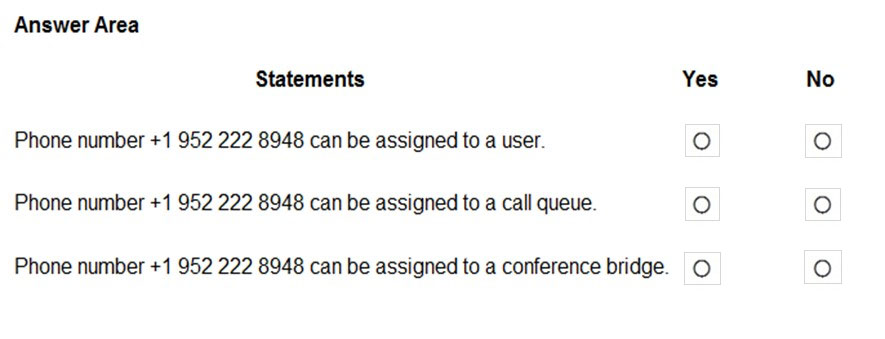 Answer Area
Statements Yes No
Phone number +1 952 222 8948 can be assigned to a user.
Phone number +1 952 222 8948 can be assigned to a call queue.
Phone number +1 952 222 8948 can be assigned to a conference bridge.